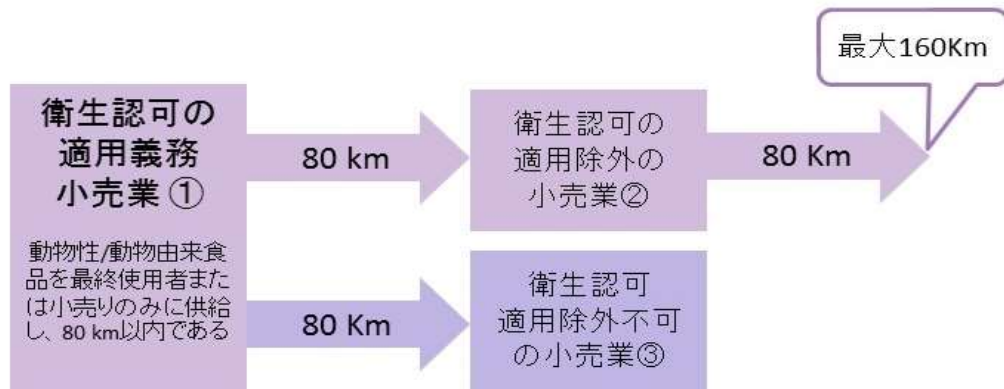 最大160Km
衛生認可の
適用義務
小売業 ①
動物性/動物由来食
品を最終使用者また
は小売りのみに供給
し、80 km以内である
80 km
衛生認可の
適用除外の
小売業②
80 Km
80 Km
衛生認可
適用除外不可
の小売業③